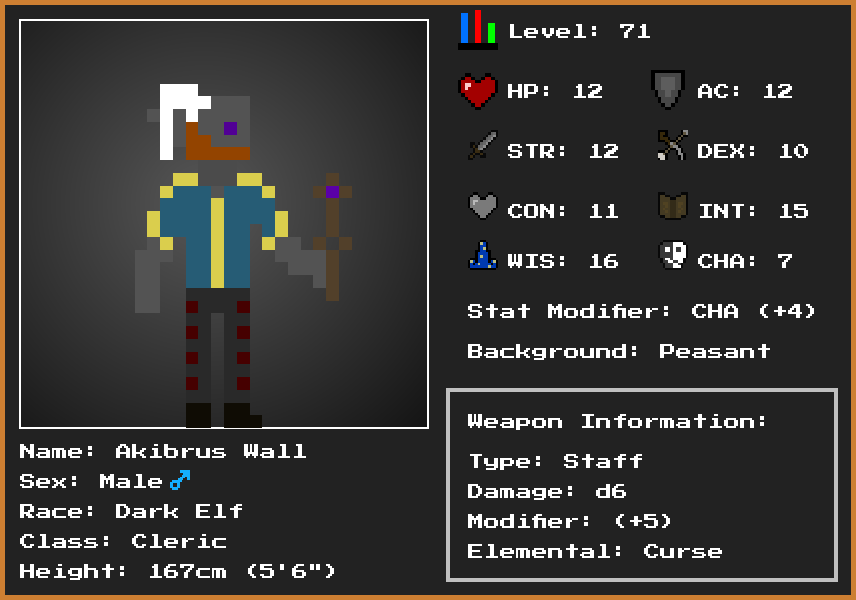 Level: 71
HP: 12
AC: 12
STR: 12
DEX: 10
CON: 11
INT: 15
WIS: 16
CHA: 7
Stat Modifier: CHA (+4)
Background: Peasant
Weapon Information:
Type: Staff
Damage: d6
Modifier: (+5)
Elemental: Curse
Name: Akibrus Wall
Sex: Male♂
Race: Dark Elf
Class: Cleric
Height: 167cm (5'6")